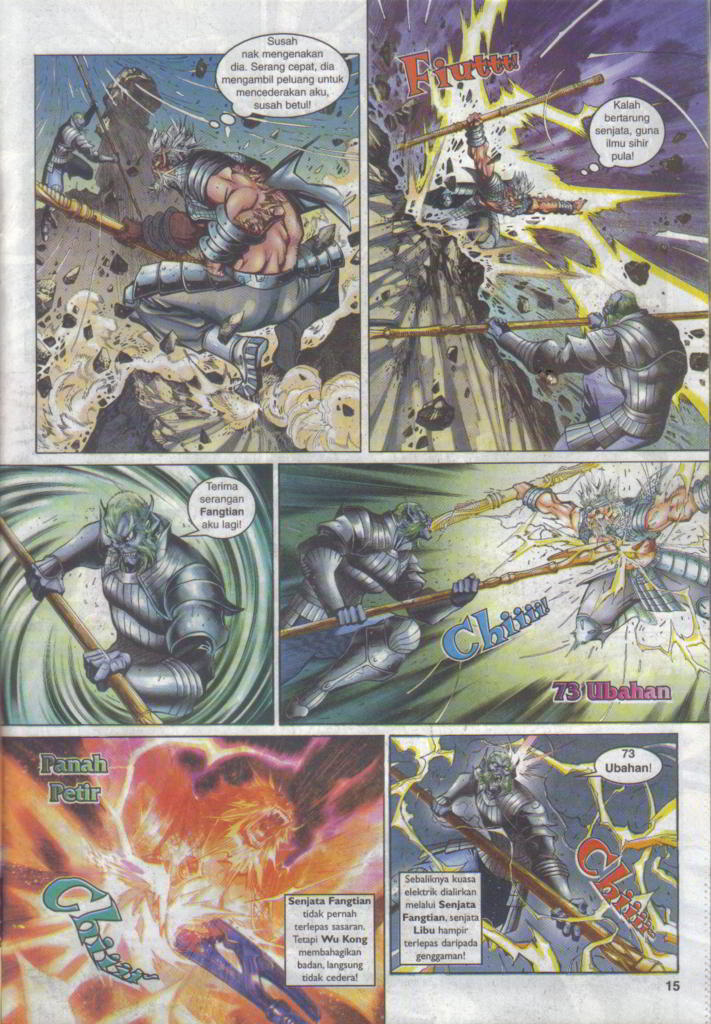 Susah
nak mengenakan
dia. Serang cepat, dia
mengambil peluang untuk
mencederakan aku,
susah betul!
Fiuttt!
Kalah
bertarung
senjata, guna
ilmu sihir
pula!
Terima
serangan
Fangtian
aku lagi!
Chiiii!
73 Ubahan
Panah
Petir
Chiiii!
Senjata Fangtian
tidak pernah
terlepas sasaran.
Tetapi Wu Kong
membahagikan
badan, langsung
tidak cedera!
73
Ubahan!
Sebaliknya kuasa
elektrik dialirkan
melalui Senjata
Fangtian, senjata
Libu hampir
terlepas daripada
genggaman!
Chiiii!
15